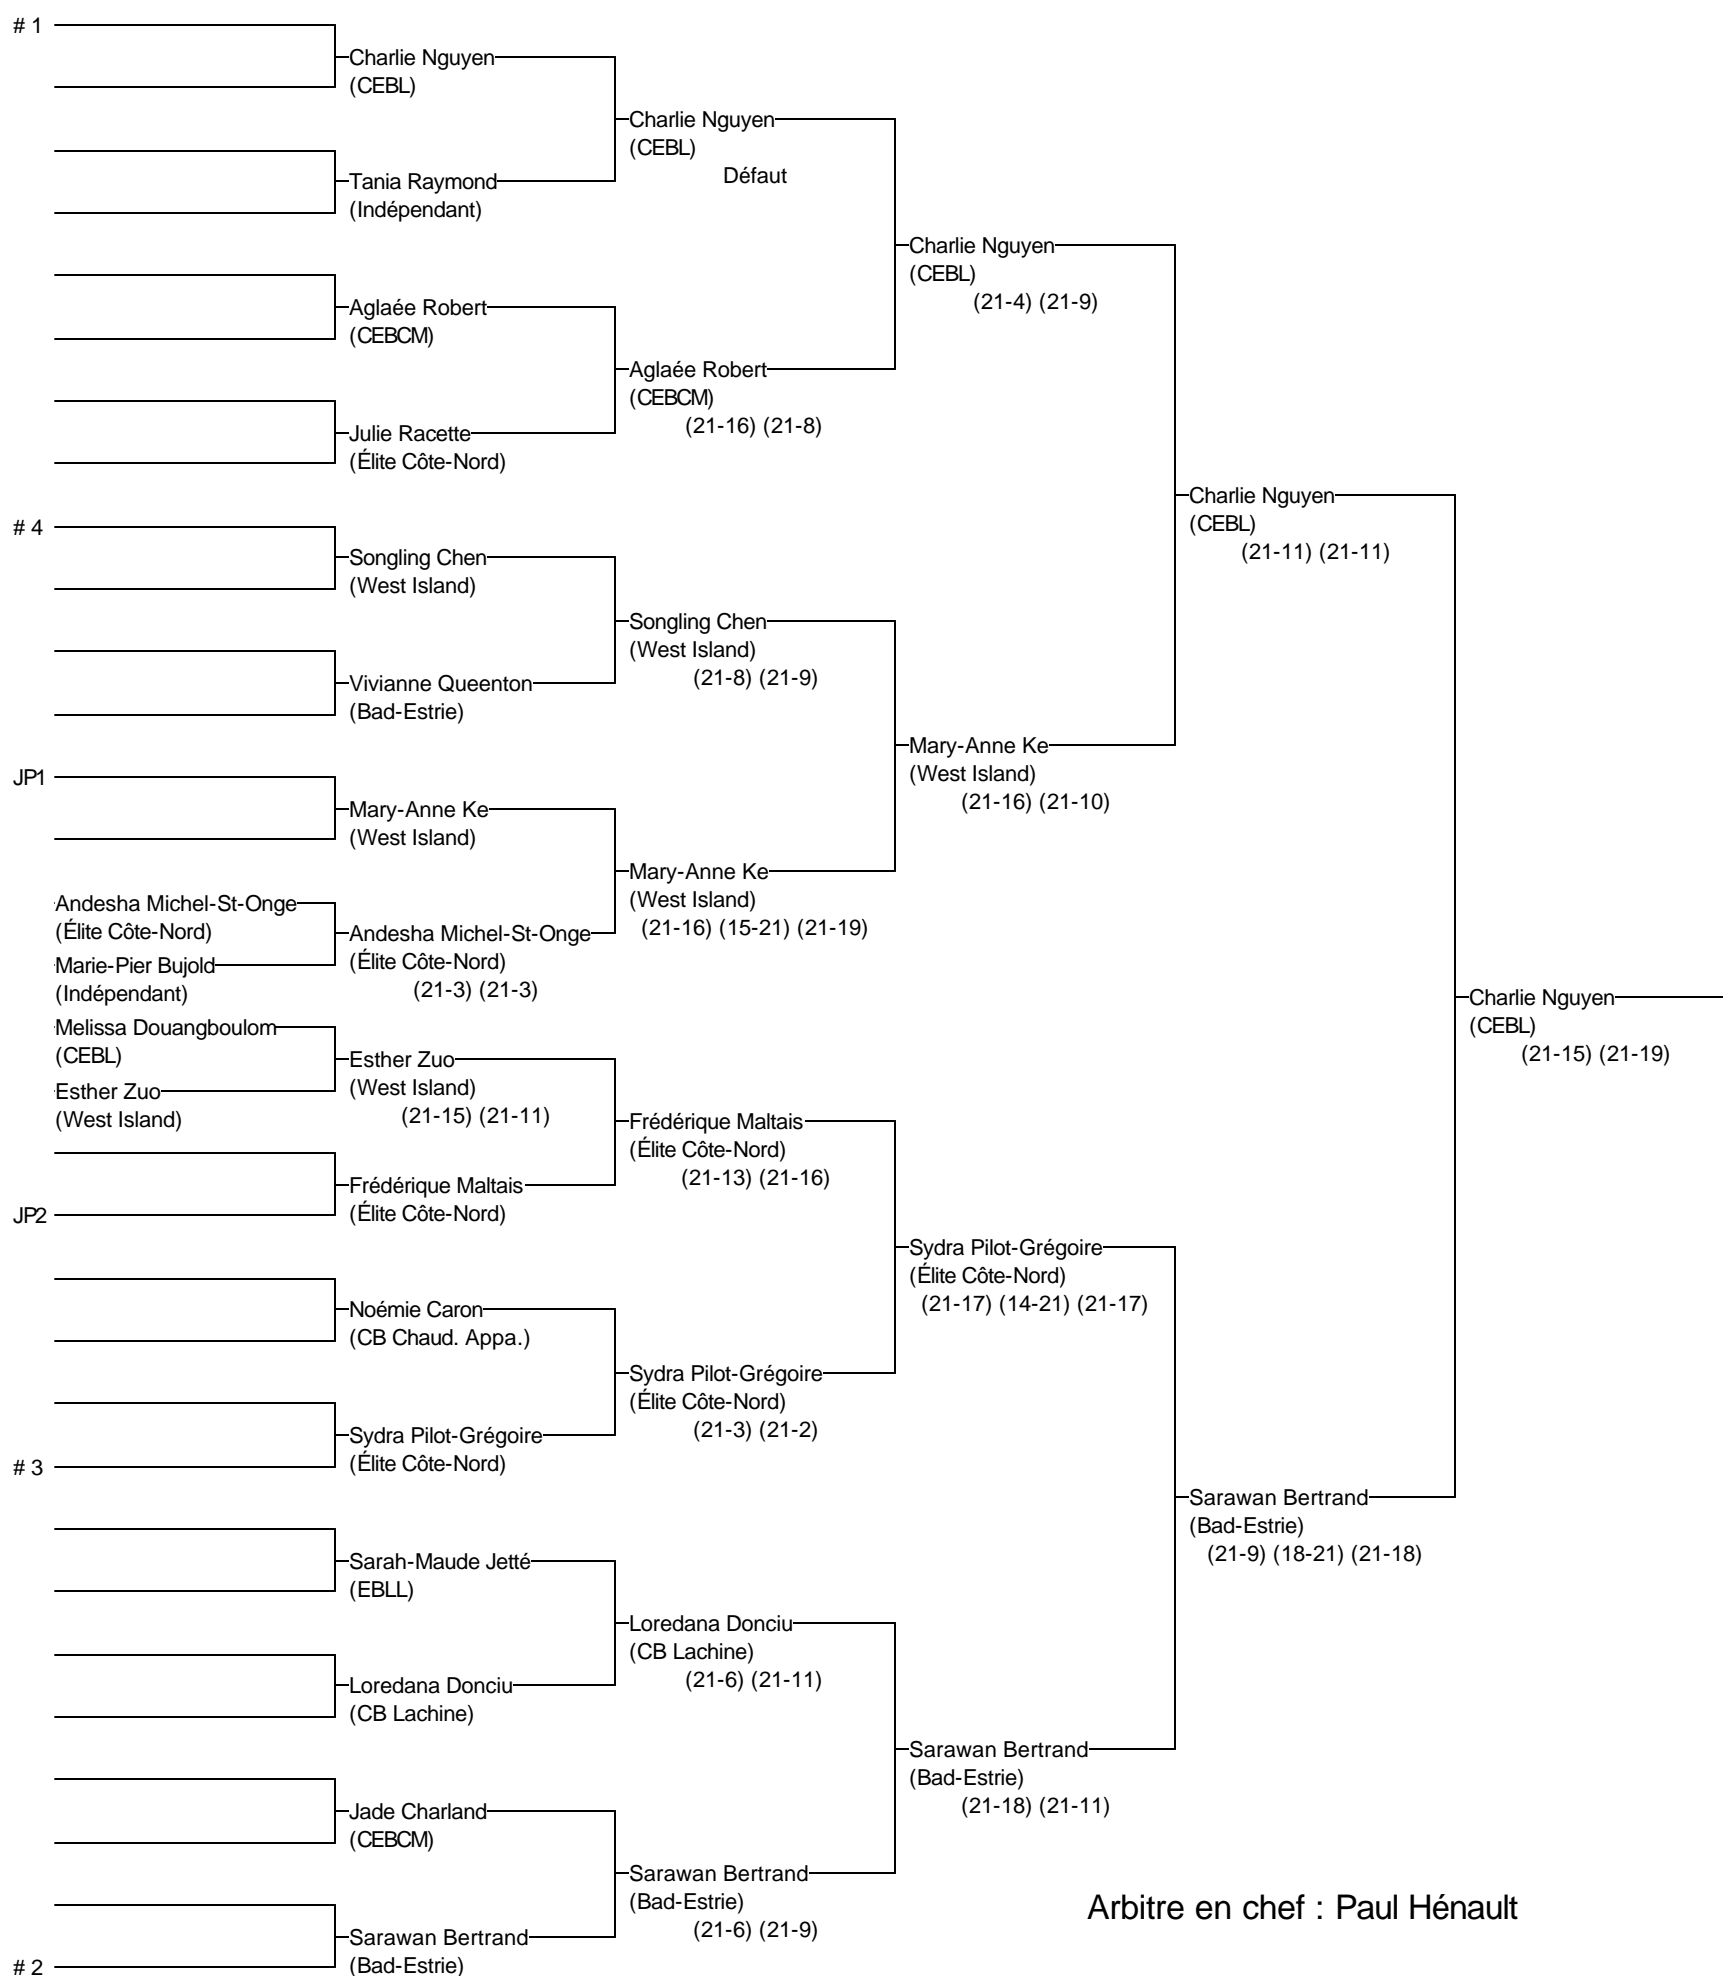 # 1
Charlie Nguyen
(CEBL)
Charlie Nguyen
(CEBL)
Défaut
Tania Raymond
(Indépendant)
Charlie Nguyen
(CEBL)
(21-4) (21-9)
Aglaée Robert
(CEBCM)
Aglaée Robert
(CEBCM)
(21-16) (21-8)
Julie Racette
(Élite Côte-Nord)
Charlie Nguyen
(CEBL)
(21-11) (21-11)
# 4
Songling Chen
(West Island)
Songling Chen
(West Island)
(21-8) (21-9)
Vivianne Queenton
(Bad-Estrie)
Mary-Anne Ke
(West Island)
(21-16) (21-10)
JP1
Mary-Anne Ke
(West Island)
Mary-Anne Ke
(West Island)
(21-16) (15-21) (21-19)
Andesha Michel-St-Onge
(Élite Côte-Nord)
Andesha Michel-St-Onge
(Élite Côte-Nord)
(21-3) (21-3)
Marie-Pier Bujold
(Indépendant)
Charlie Nguyen
(CEBL)
(21-15) (21-19)
Melissa Douangboulom
(CEBL)
Esther Zuo
(West Island)
(21-15) (21-11)
Esther Zuo
(West Island)
Frédérique Maltais
(Élite Côte-Nord)
(21-13) (21-16)
Frédérique Maltais
(Élite Côte-Nord)
JP2
Sydra Pilot-Grégoire
(Élite Côte-Nord)
(21-17) (14-21) (21-17)
Noémie Caron
(CB Chaud. Appa.)
Sydra Pilot-Grégoire
(Élite Côte-Nord)
(21-3) (21-2)
Sydra Pilot-Grégoire
(Élite Côte-Nord)
# 3
Sarawan Bertrand
(Bad-Estrie)
(21-9) (18-21) (21-18)
Sarah-Maude Jetté
(EBLL)
Loredana Donciu
(CB Lachine)
(21-6) (21-11)
Loredana Donciu
(CB Lachine)
Sarawan Bertrand
(Bad-Estrie)
(21-18) (21-11)
Jade Charland
(CEBCM)
Sarawan Bertrand
(Bad-Estrie)
(21-6) (21-9)
Arbitre en chef : Paul Hénault
Sarawan Bertrand
(Bad-Estrie)
# 2